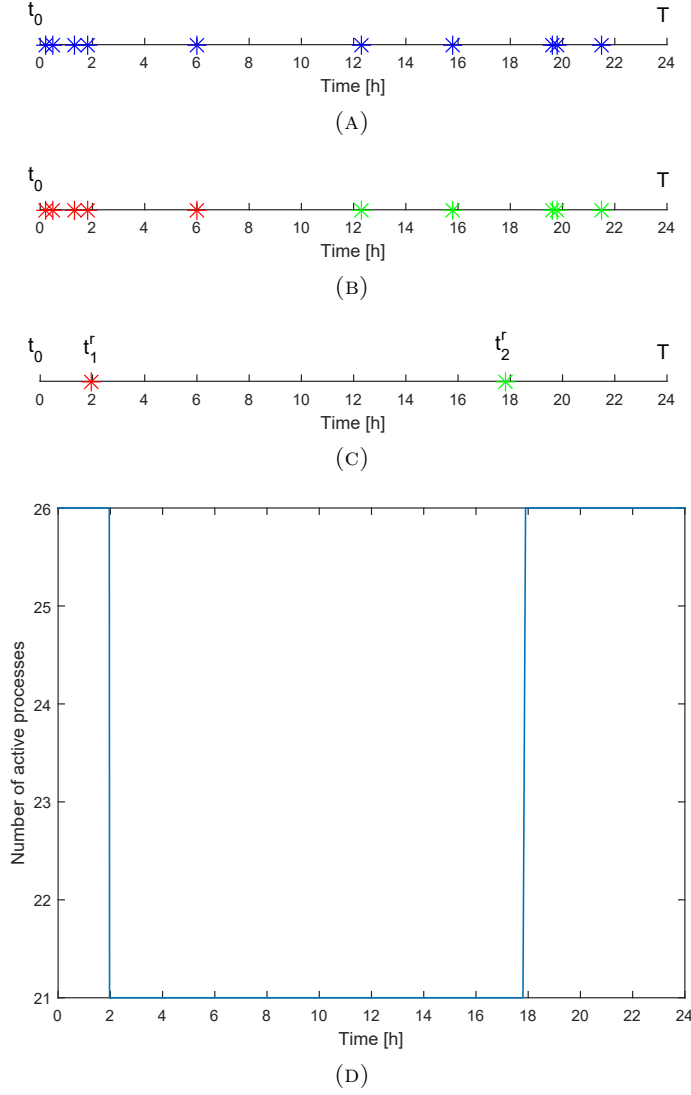 t0 T
0 2 4 6 8 10 12 14 16 18 20 22 24
Time [h]
(A)
t0 T
0 2 4 6 8 10 12 14 16 18 20 22 24
Time [h]
(B)
t0 t1r t2r T
0 2 4 6 8 10 12 14 16 18 20 22 24
Time [h]
(C)
26
25
24
23
22
21
Number of active processes
0 2 4 6 8 10 12 14 16 18 20 22 24
Time [h]
(D)